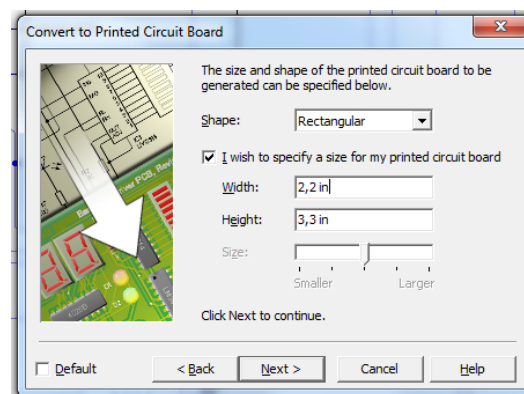 Convert to Printed Circuit Board
The size and shape of the printed circuit board to be
generated can be specified below.
Shape: Rectangular
I wish to specify a size for my printed circuit board
Width: 2,2 in
Height: 3,3 in
Size:
Smaller Larger
Click Next to continue.
Default < Back Next > Cancel Help